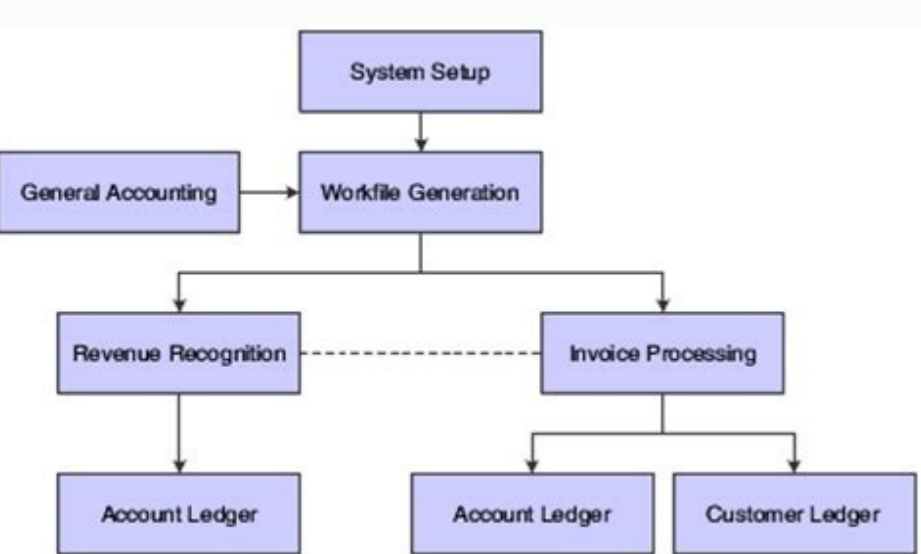 System Setup
General Accounting
Workfile Generation
Revenue Recognition
Invoice Processing
Account Ledger
Account Ledger
Customer Ledger